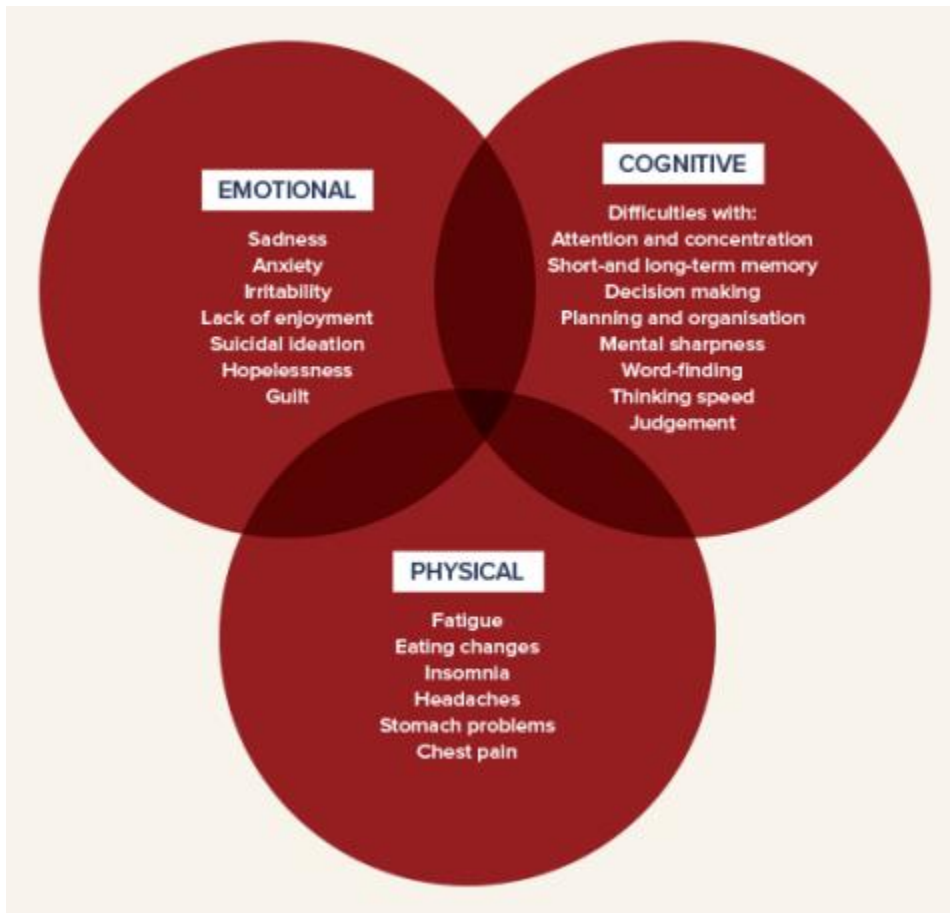 EMOTIONAL
Sadness
Anxiety
Irritability
Lack of enjoyment
Suicidal ideation
Hopelessness
Guilt
COGNITIVE
Difficulties with:
Attention and concentration
Short-and long-term memory
Decision making
Planning and organisation
Mental sharpness
Word-finding
Thinking speed
Judgement
PHYSICAL
Fatigue
Eating changes
Insomnia
Headaches
Stomach problems
Chest pain